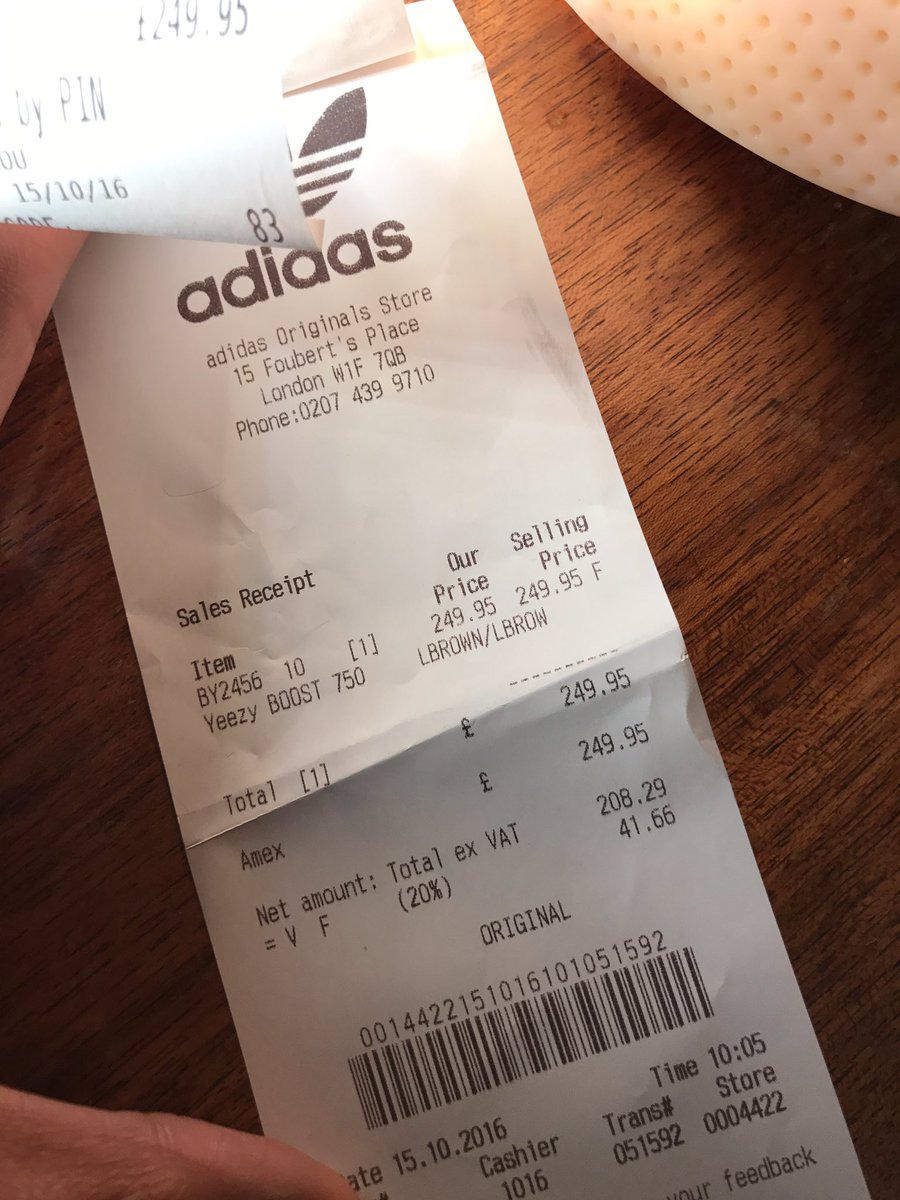 £249.95
by PIN
15/10/16
83
adidas
adidas Originals Store
15 Foubert's Place
London W1F 7QB
Phone:0207 439 9710
Sales Receipt
Our Selling
Price Price
Item
249.95 249.95 F
BY2456 10 [1]
LBROWN/LBROW
Yeezy BOOST 750
Total [1] £ 249.95
Amex £ 249.95
Net amount: Total ex VAT 208.29
= V F (20%) 41.66
ORIGINAL
0014422151016101051592
ate 15.10.2016 Time 10:05
# Cashier Trans# Store
1016 051592 0004422
your feedback